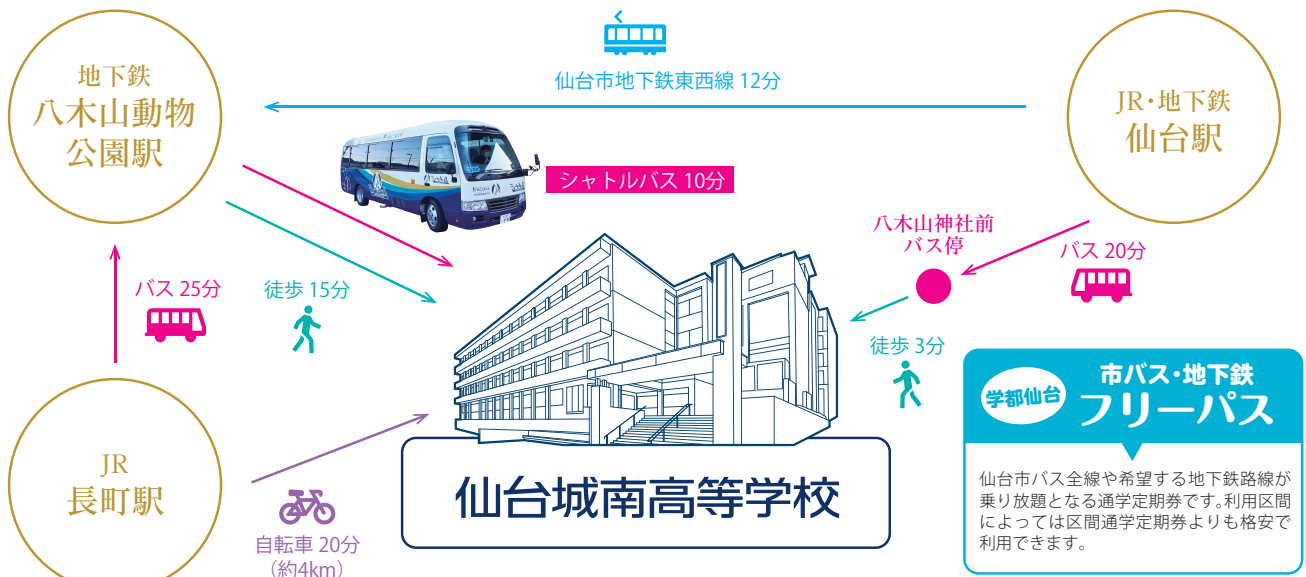 地下鉄
八木山動物
公園駅
仙台市地下鉄東西線 12分
JR・地下鉄
仙台駅
シャトルバス 10分
八木山神社前
バス停
バス 20分
バス 25分
徒歩 15分
徒歩 3分
JR
長町駅
自転車 20分
(約4km)
仙台城南高等学校
学都仙台
市バス・地下鉄
フリーパス
仙台市バス全線や希望する地下鉄路線が
乗り放題となる通学定期券です。利用区間
によっては区間通学定期券よりも格安で
利用できます。